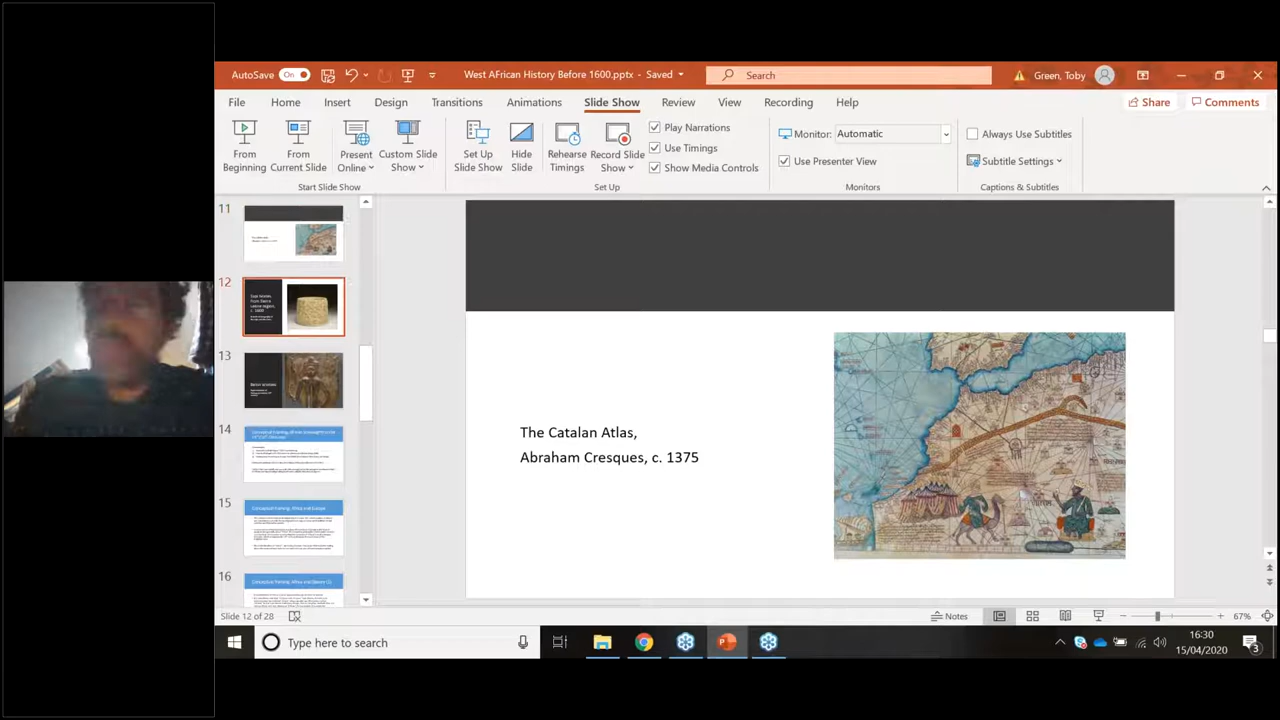 AutoSave On West AFrican History Before 1600.pptx - Saved Search Green, Toby
File Home Insert Design Transitions Animations Slide Show Review View Recording Help Share Comments
From Beginning
From Current Slide
Present Online
Custom Slide Show
Set Up Slide Show
Hide Slide
Rehearse Timings
Record Slide Show
Play Narrations
Use Timings
Show Media Controls
Monitor: Automatic
Use Presenter View
Always Use Subtitles
Subtitle Settings
Start Slide Show Set Up Monitors Captions & Subtitles
11
12
13
14
15
16
The Catalan Atlas,
Abraham Cresques, c. 1375
Slide 12 of 28 Notes 67%
Type here to search
16:30
15/04/2020
3